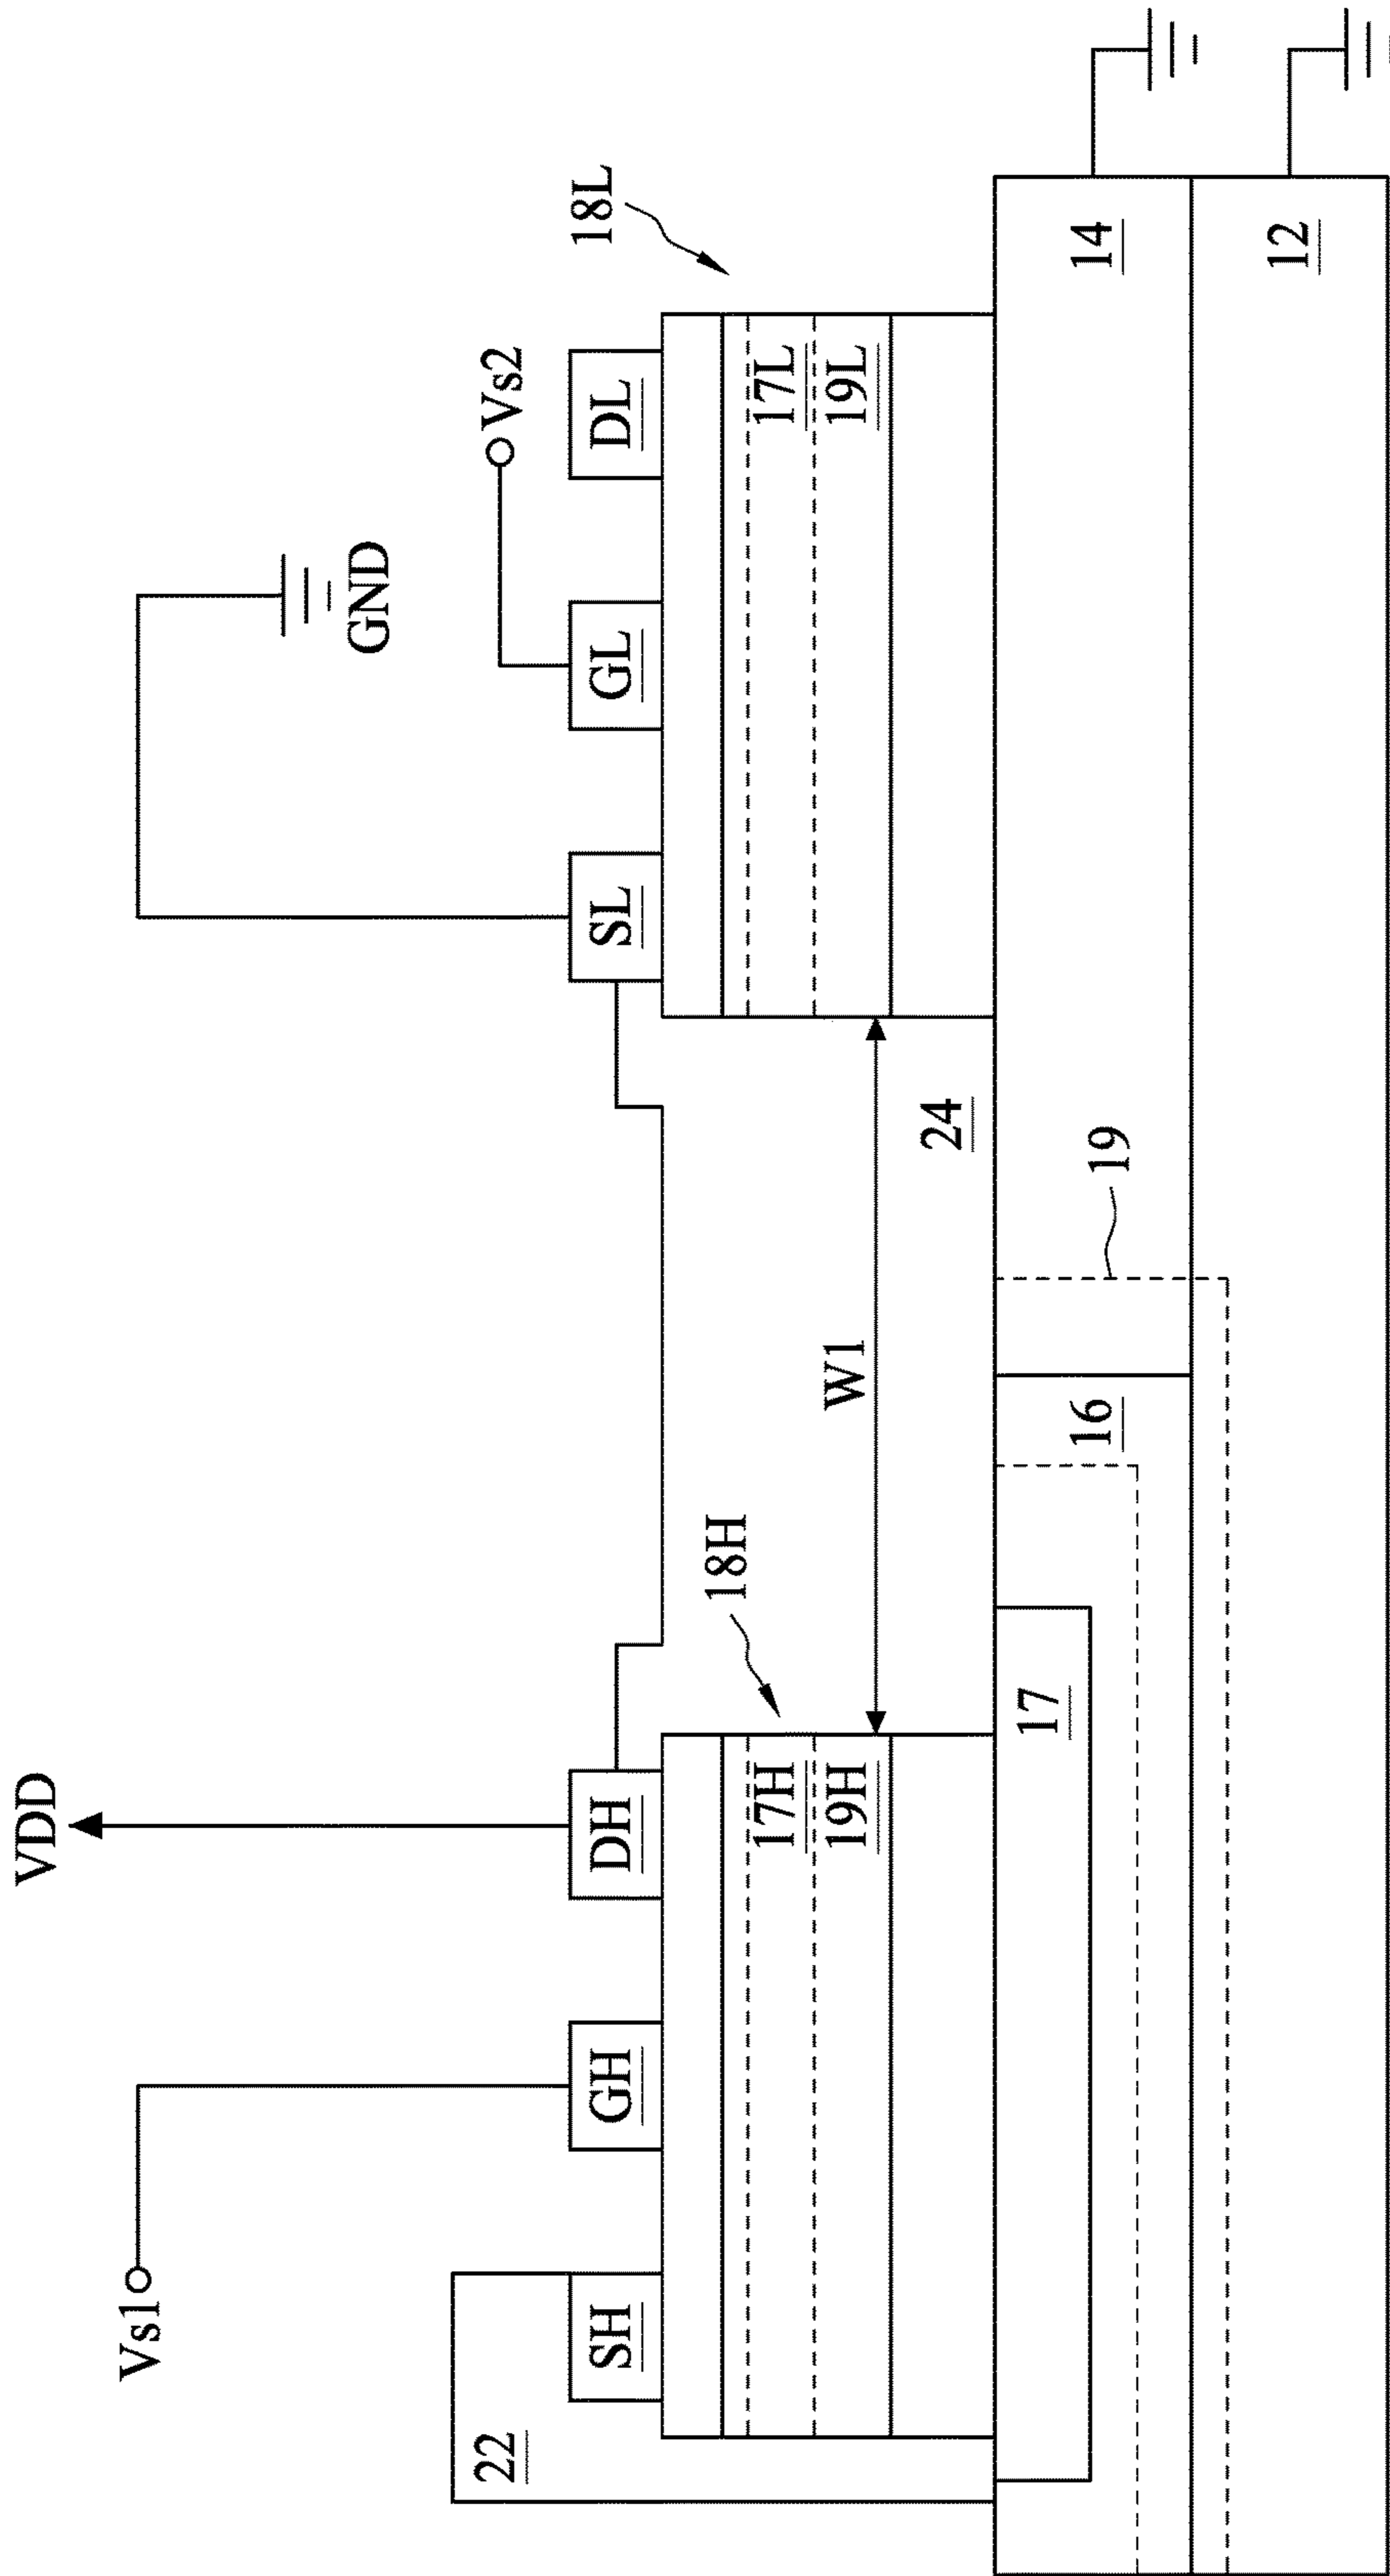 VDD
Vs1
GND
Vs2
22
SH
GH
DH
SL
GL
DL
18H
18L
17H
19H
17L
19L
W1
24
17
16
19
14
12